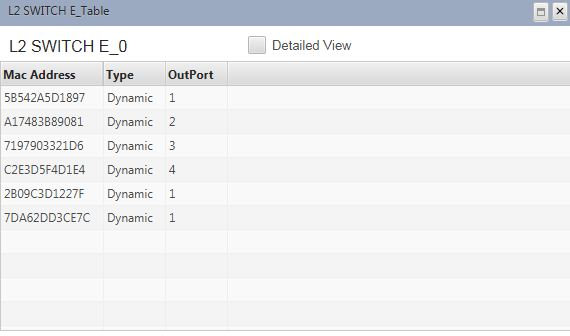 L2 SWITCH E_Table
L2 SWITCH E_0 Detailed View
Mac Address Type OutPort
5B542A5D1897 Dynamic 1
A17483B89081 Dynamic 2
7197903321D6 Dynamic 3
C2E3D5F4D1E4 Dynamic 4
2B09C3D1227F Dynamic 1
7DA62DD3CE7C Dynamic 1